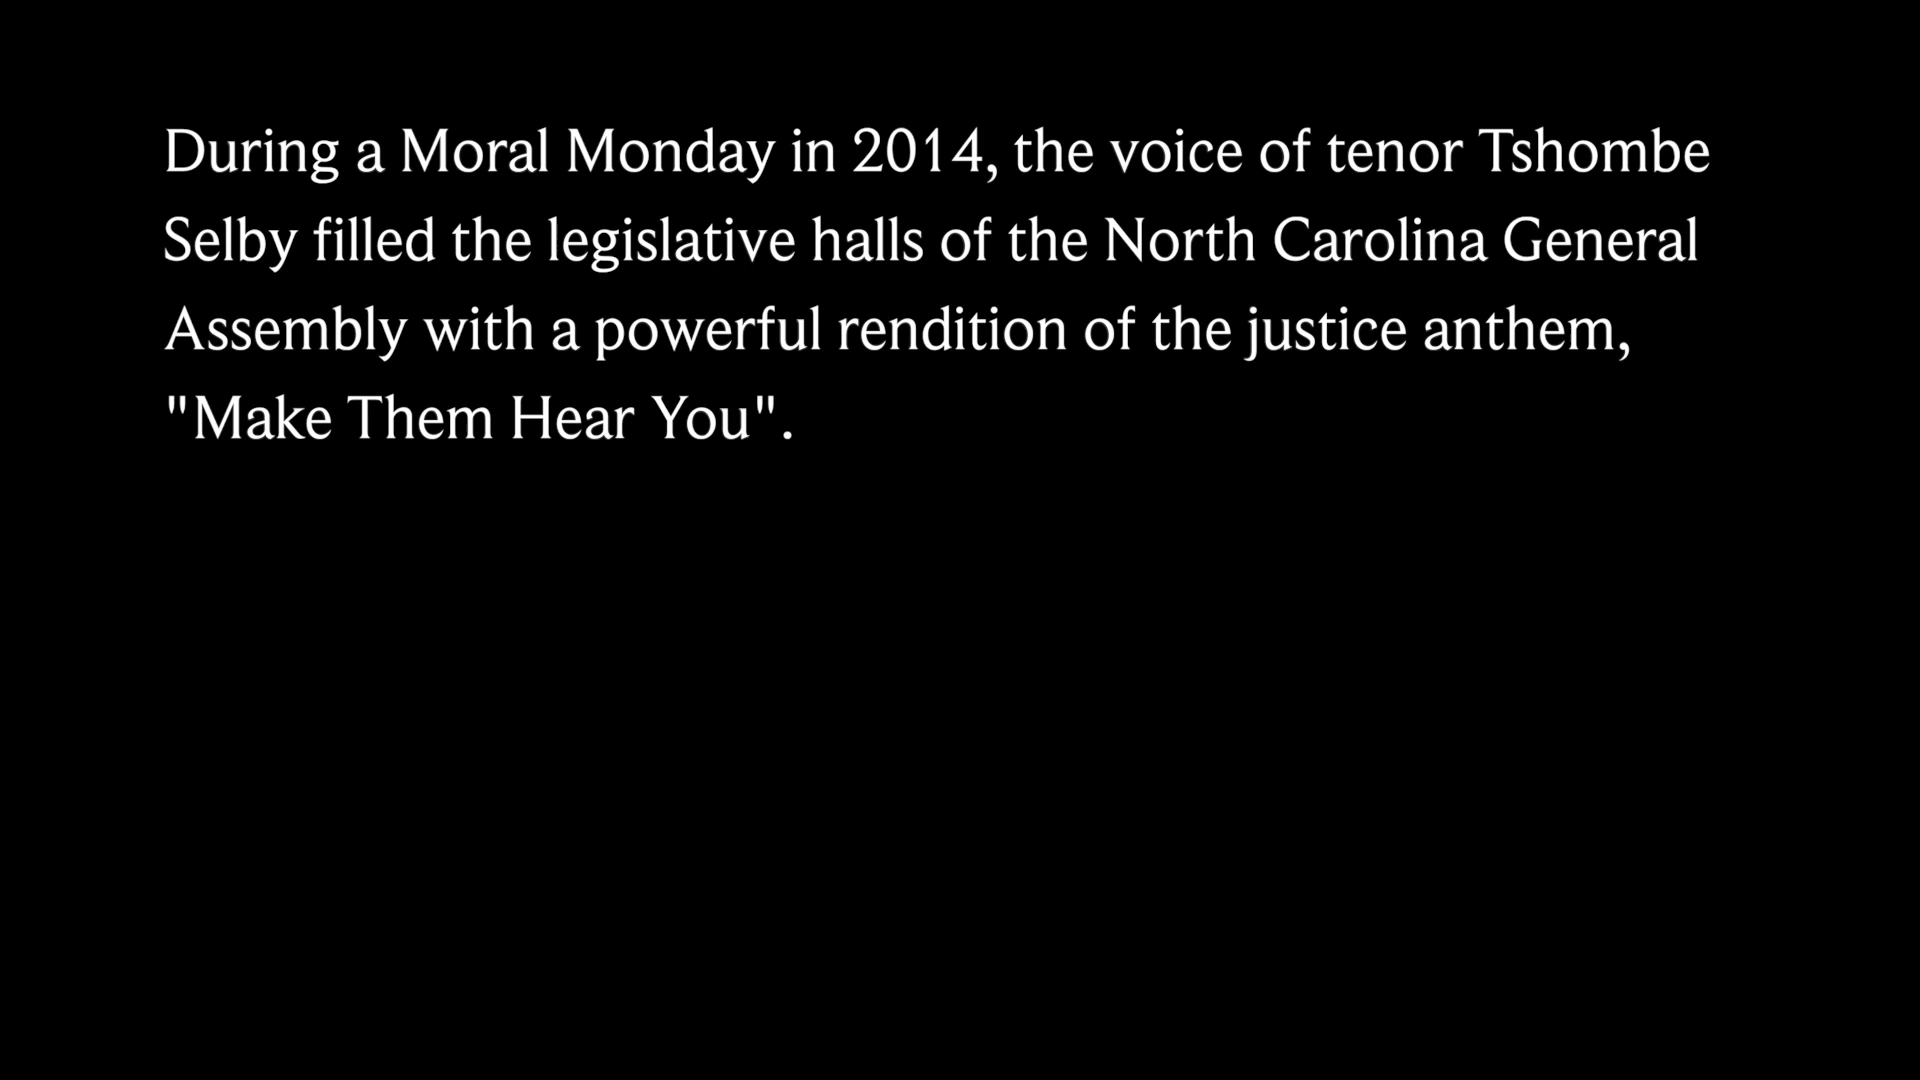 During a Moral Monday in 2014, the voice of tenor Tshombe
Selby filled the legislative halls of the North Carolina General
Assembly with a powerful rendition of the justice anthem,
"Make Them Hear You".